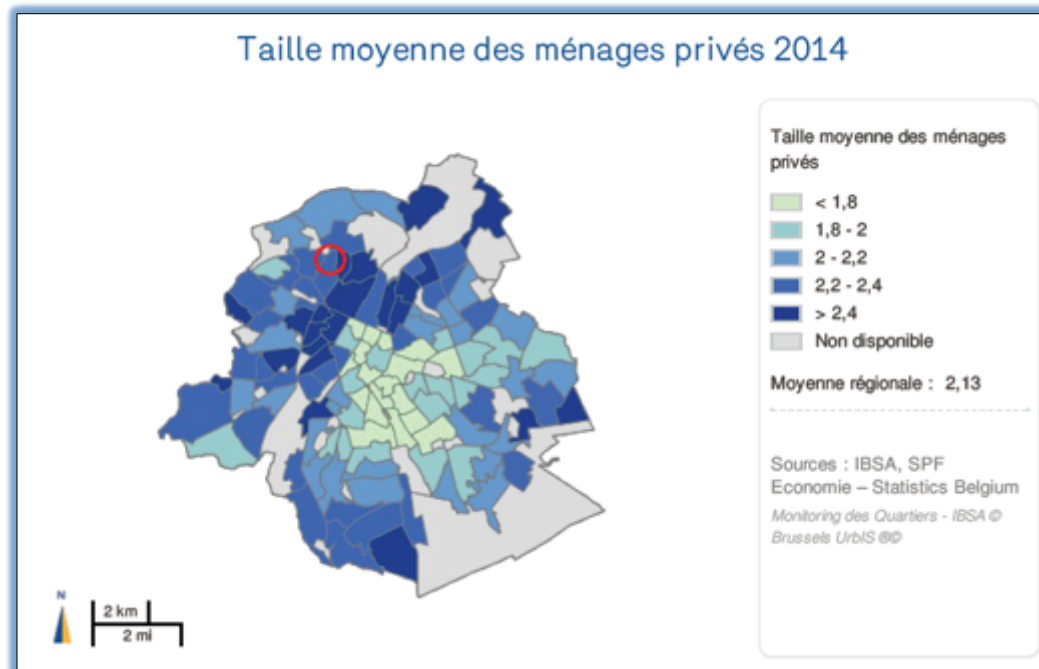 Taille moyenne des ménages privés 2014
Taille moyenne des ménages
privés
< 1,8
1,8 - 2
2 - 2,2
2,2 - 2,4
> 2,4
Non disponible
Moyenne régionale : 2,13
Sources : IBSA, SPF
Economie – Statistics Belgium
Monitoring des Quartiers - IBSA ©
Brussels UrbIS ®©
N
2 km
2 mi